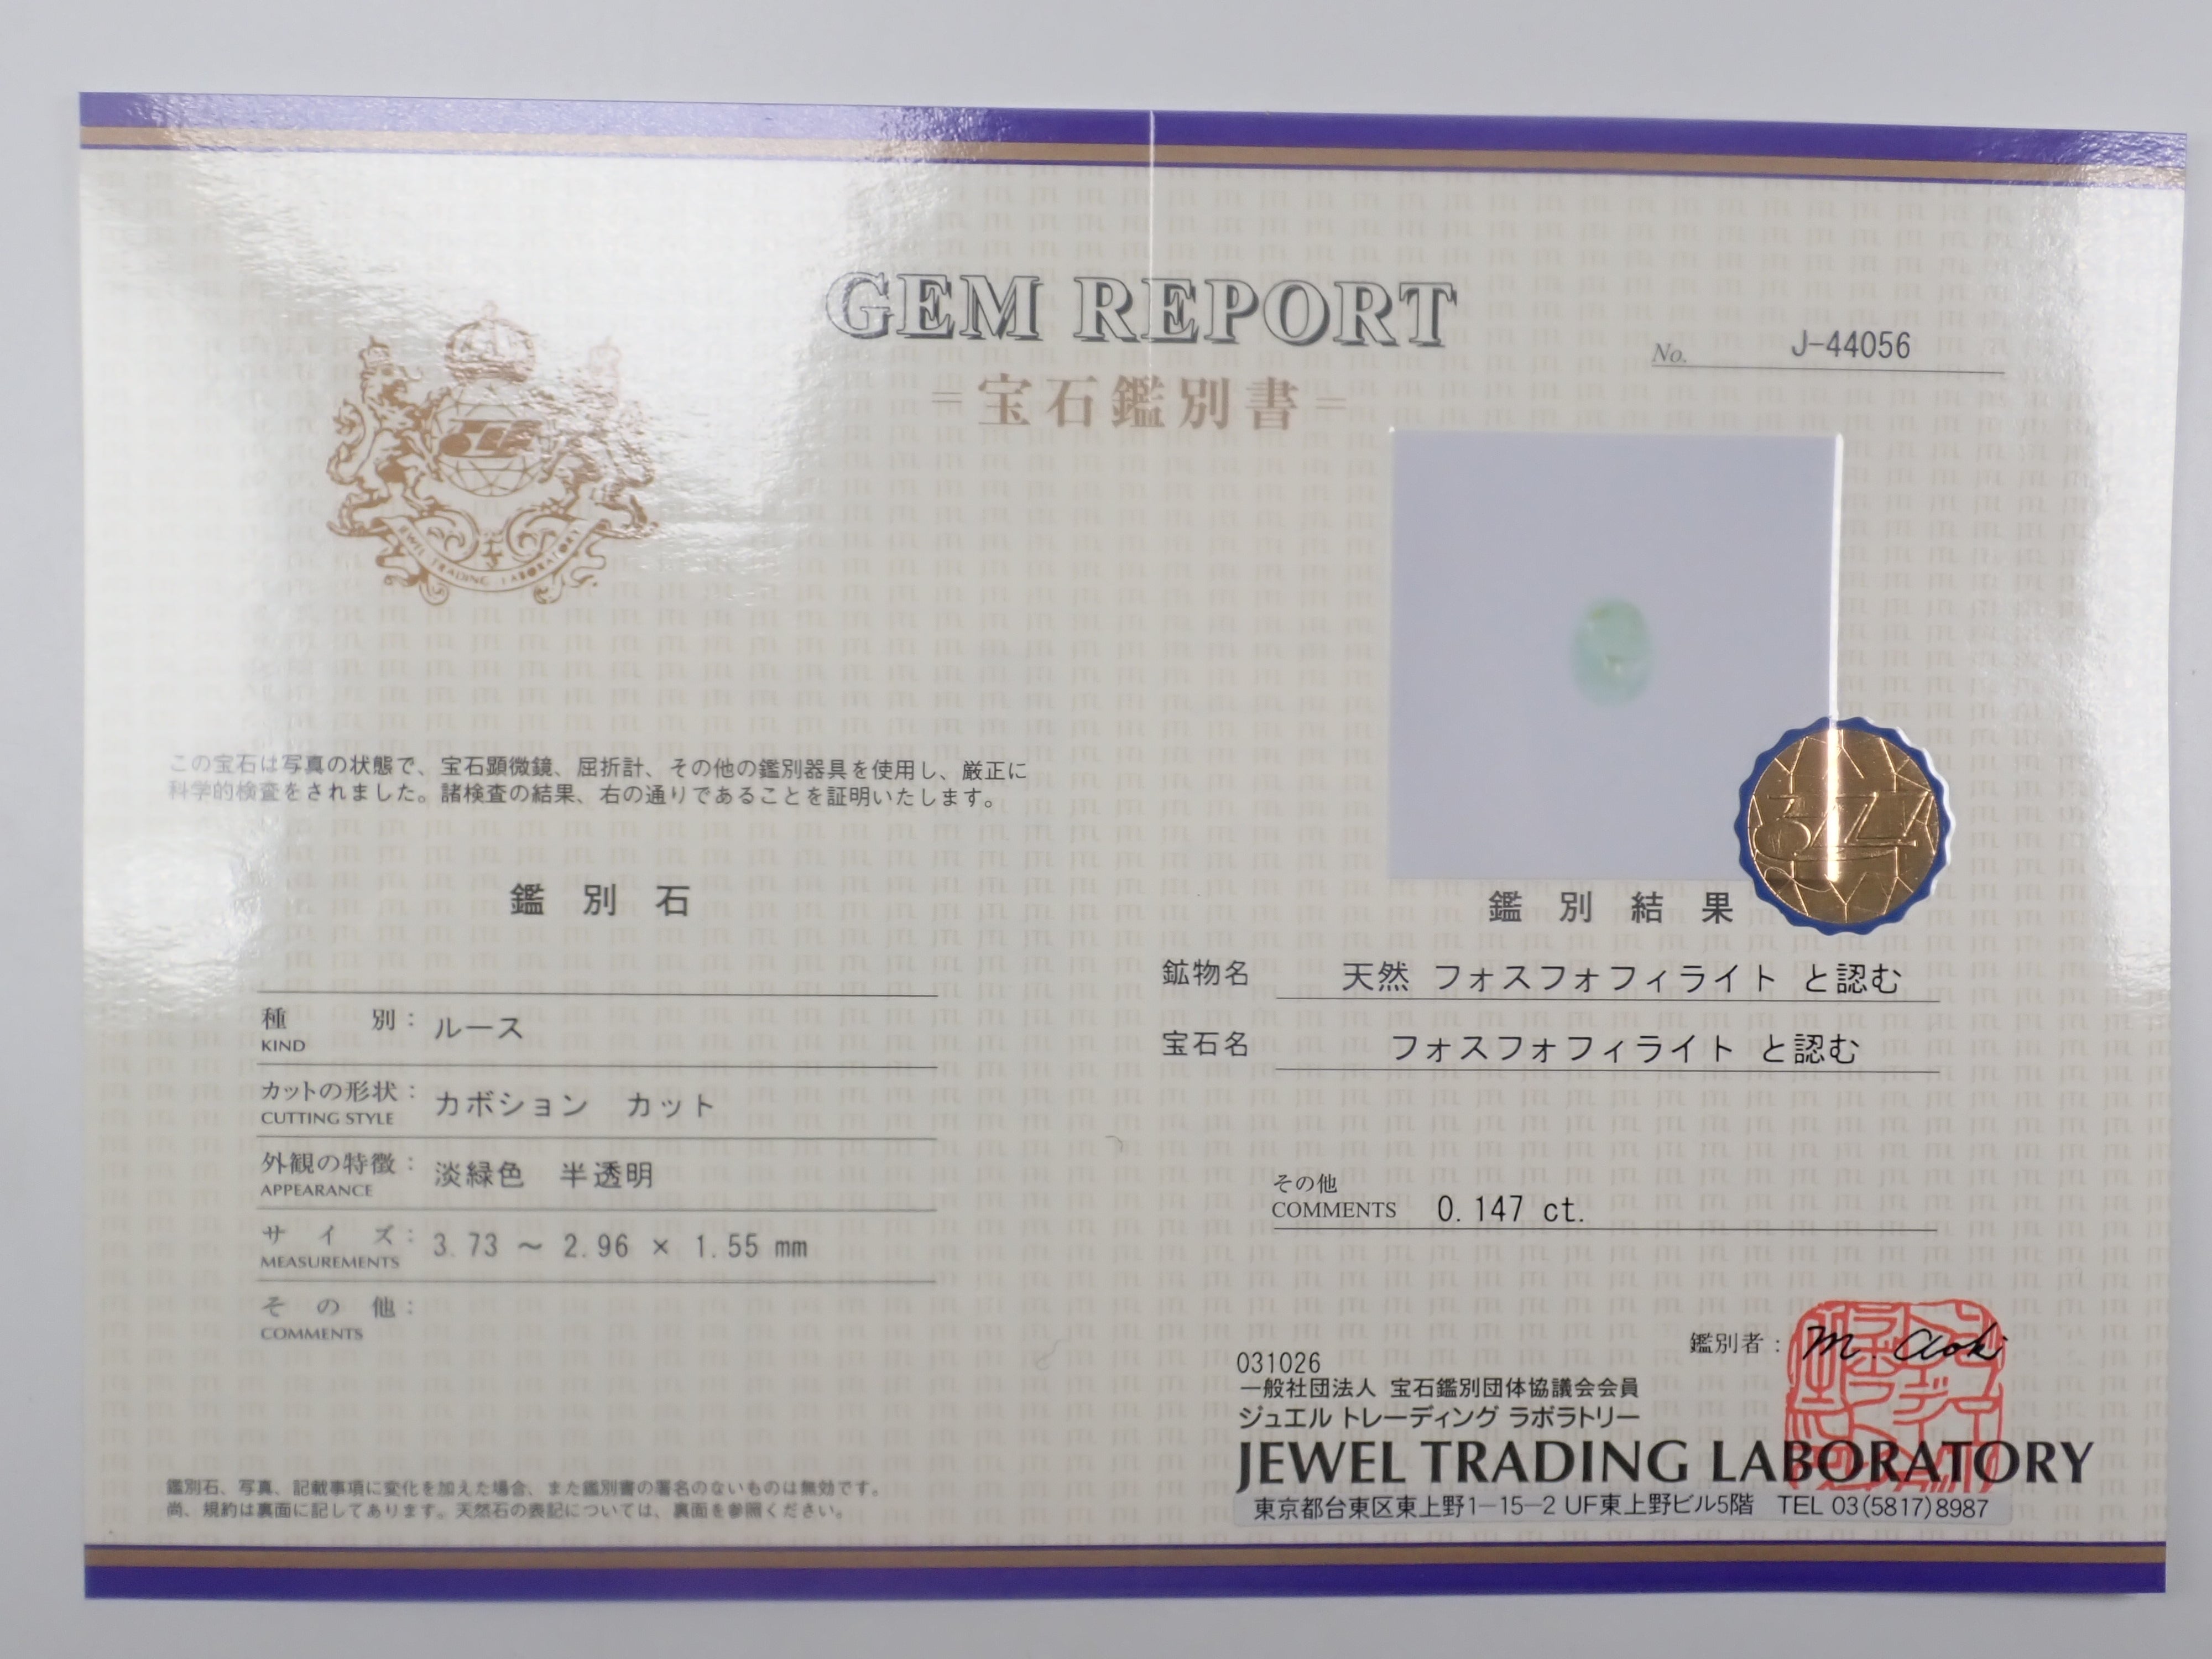 GEM REPORT
=宝石鑑別書=
No. J-44056
JEWEL TRADING LABORATORY
この宝石は写真の状態で、宝石顕微鏡、屈折計、その他の鑑別器具を使用し、厳正に
科学的検査をされました。諸検査の結果、右の通りであることを証明いたします。
鑑別石
種別: ルース
KIND
カットの形状: カボション カット
CUTTING STYLE
外観の特徴: 淡緑色 半透明
APPEARANCE
サイズ: 3.73 ~ 2.96 × 1.55 mm
MEASUREMENTS
その他:
COMMENTS
鑑別石、写真、記載事項に変化を加えた場合、また鑑別書の署名のないものは無効です。
尚、規約は裏面に記してあります。天然石の表記については、裏面を参照ください。
鑑別結果
鉱物名 天然 フォスフォフィライト と認む
宝石名 フォスフォフィライト と認む
その他
COMMENTS 0.147 ct.
鑑別者: M. Aoki
031026
一般社団法人 宝石鑑別団体協議会会員
ジュエル トレーディング ラボラトリー
JEWEL TRADING LABORATORY
東京都台東区東上野1-15-2 UF東上野ビル5階 TEL 03(5817)8987